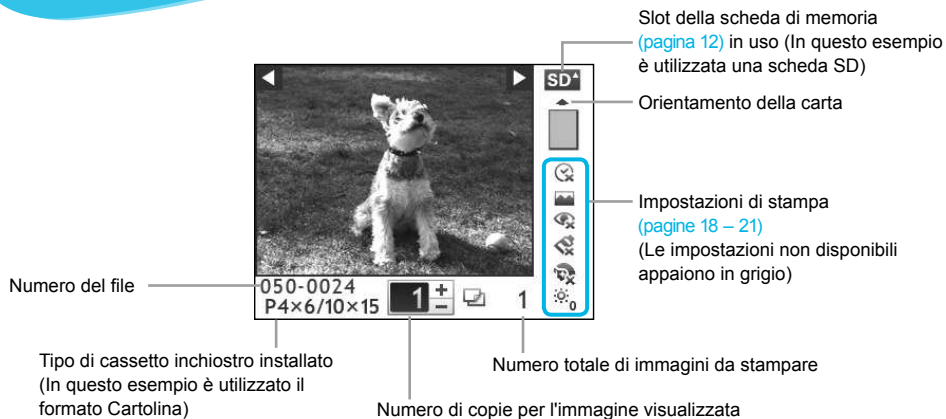 Slot della scheda di memoria
(pagina 12) in uso (In questo esempio
è utilizzata una scheda SD)
SD
Orientamento della carta
Impostazioni di stampa
(pagine 18 – 21)
(Le impostazioni non disponibili
appaiono in grigio)
Numero del file
050-0024
P4×6/10×15
1 + −
1
0
Tipo di cassetto inchiostro installato
(In questo esempio è utilizzato il
formato Cartolina)
Numero totale di immagini da stampare
Numero di copie per l'immagine visualizzata